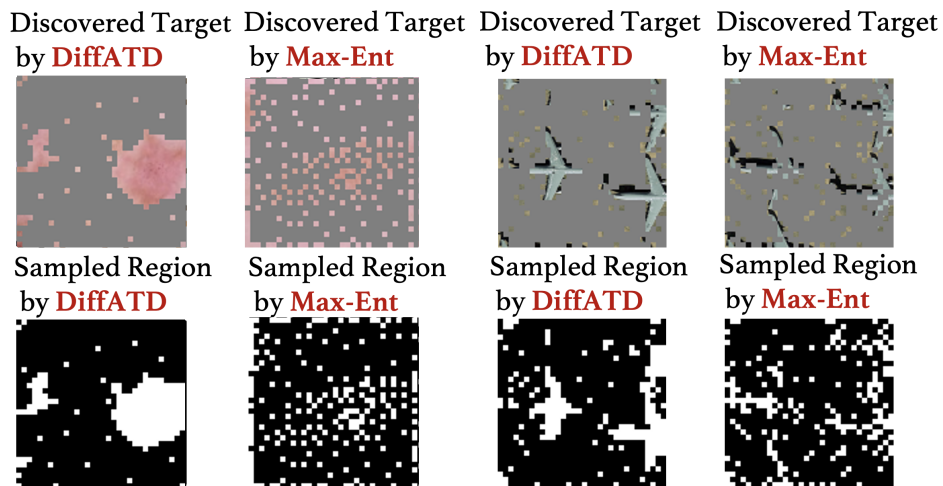 Discovered Target
by DiffATD
Discovered Target
by Max-Ent
Discovered Target
by DiffATD
Discovered Target
by Max-Ent
Sampled Region
by DiffATD
Sampled Region
by Max-Ent
Sampled Region
by DiffATD
Sampled Region
by Max-Ent